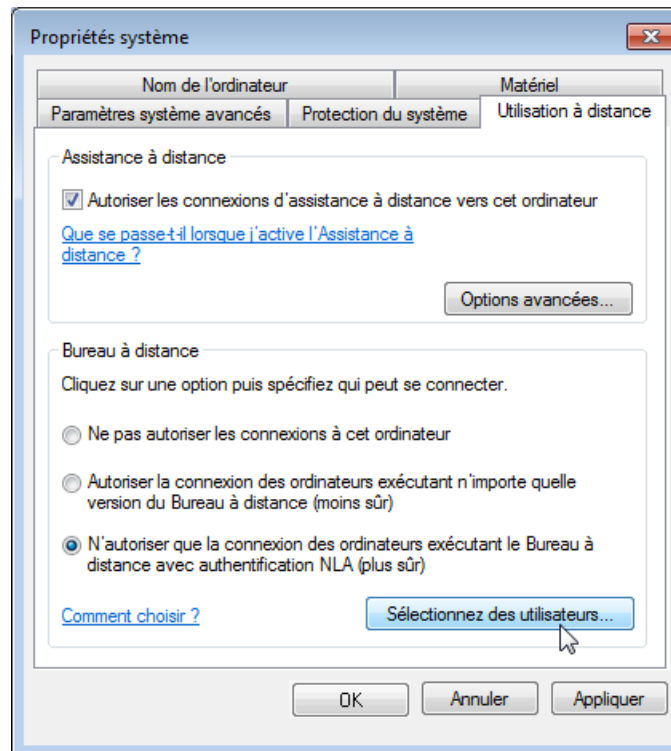 Propriétés système
Nom de l'ordinateur
Matériel
Paramètres système avancés
Protection du système
Utilisation à distance
Assistance à distance
Autoriser les connexions d'assistance à distance vers cet ordinateur
Que se passe-t-il lorsque j'active l'Assistance à
distance ?
Options avancées...
Bureau à distance
Cliquez sur une option puis spécifiez qui peut se connecter.
Ne pas autoriser les connexions à cet ordinateur
Autoriser la connexion des ordinateurs exécutant n'importe quelle
version du Bureau à distance (moins sûr)
N'autoriser que la connexion des ordinateurs exécutant le Bureau à
distance avec authentification NLA (plus sûr)
Comment choisir ?
Sélectionnez des utilisateurs...
OK
Annuler
Appliquer